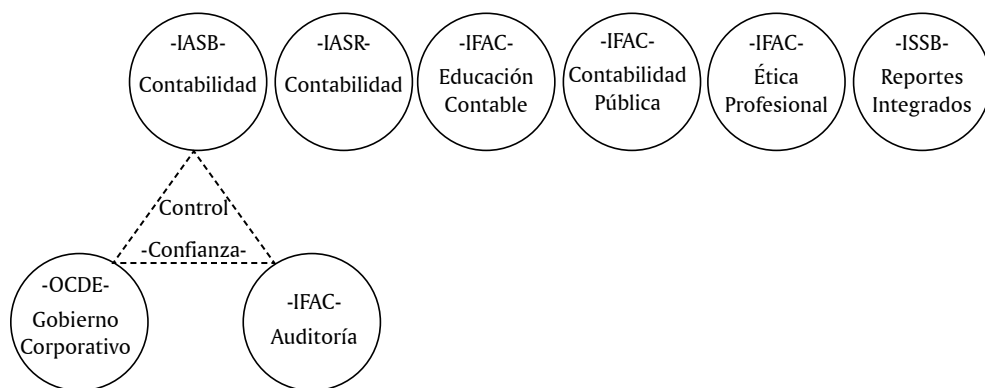 -IASB-
Contabilidad
-IASR-
Contabilidad
-IFAC-
Educación
Contable
-IFAC-
Contabilidad
Pública
-IFAC-
Ética
Profesional
-ISSB-
Reportes
Integrados
Control
-Confianza-
-OCDE-
Gobierno
Corporativo
-IFAC-
Auditoría